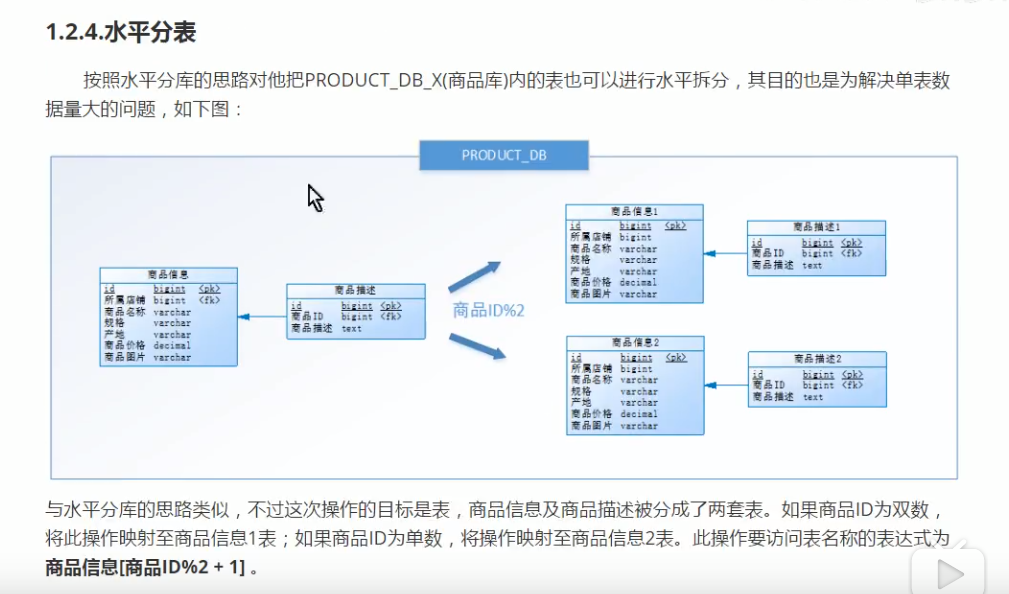 1.2.4.水平分表
按照水平分库的思路对他把PRODUCT_DB_X(商品库)内的表也可以进行水平拆分，其目的也是为解决单表数
据量大的问题，如下图：
PRODUCT_DB
商品信息
id bigint <pk>
所属店铺 bigint <fk>
商品名称 varchar
规格 varchar
产地 varchar
商品价格 decimal
商品图片 varchar
商品描述
id bigint <pk>
商品ID bigint <fk>
商品描述 text
商品ID%2
商品信息1
id bigint <pk>
所属店铺 bigint
商品名称 varchar
规格 varchar
产地 varchar
商品价格 decimal
商品图片 varchar
商品描述1
id bigint <pk>
商品ID bigint <fk>
商品描述 text
商品信息2
id bigint <pk>
所属店铺 bigint
商品名称 varchar
规格 varchar
产地 varchar
商品价格 decimal
商品图片 varchar
商品描述2
id bigint <pk>
商品ID bigint <fk>
商品描述 text
与水平分库的思路类似，不过这次操作的目标是表，商品信息及商品描述被分成了两套表。如果商品ID为双数，
将此操作映射至商品信息1表；如果商品ID为单数，将操作映射至商品信息2表。此操作要访问表名称的表达式为
商品信息[商品ID%2 + 1] 。